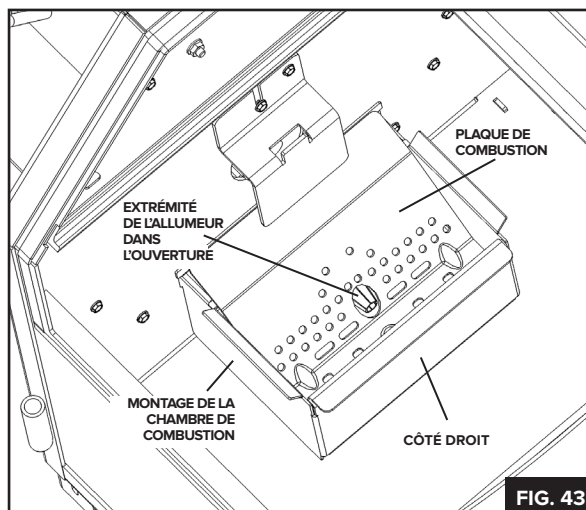 PLAQUE DE
COMBUSTION
EXTRÉMITÉ
DE L'ALLUMEUR
DANS
L'OUVERTURE
MONTAGE DE LA
CHAMBRE DE
COMBUSTION
CÔTÉ DROIT
FIG. 43